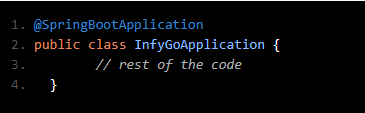 1. @SpringBootApplication
2. public class InfyGoApplication {
3. // rest of the code
4. }